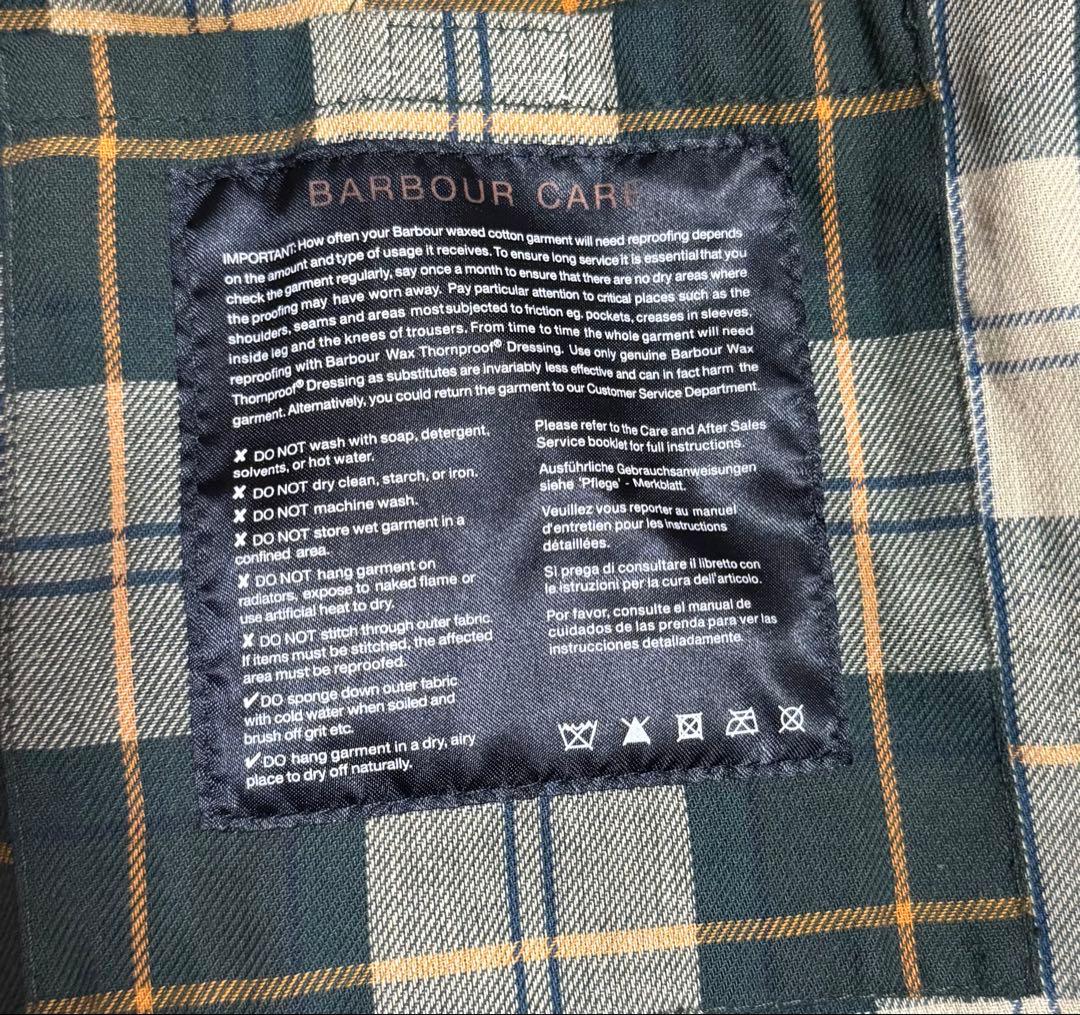 BARBOUR CARE
IMPORTANT: How often your Barbour waxed cotton garment will need reproofing depends
on the amount and type of usage it receives. To ensure long service it is essential that you
check the garment regularly, say once a month to ensure that there are no dry areas where
the proofing may have worn away. Pay particular attention to critical places such as the
shoulders, seams and areas most subjected to friction eg. pockets, creases in sleeves,
inside leg and the knees of trousers. From time to time the whole garment will need
reproofing with Barbour Wax Thornproof® Dressing. Use only genuine Barbour Wax
Thornproof® Dressing as substitutes are invariably less effective and can in fact harm the
garment. Alternatively, you could return the garment to our Customer Service Department.
✘ DO NOT wash with soap, detergent,
solvents, or hot water.
✘ DO NOT dry clean, starch, or iron.
✘ DO NOT machine wash.
✘ DO NOT store wet garment in a
confined area.
✘ DO NOT hang garment on
radiators, expose to naked flame or
use artificial heat to dry.
✘ DO NOT stitch through outer fabric.
If items must be stitched, the affected
area must be reproofed.
✔DO sponge down outer fabric
with cold water when soiled and
brush off grit etc.
✔DO hang garment in a dry, airy
place to dry off naturally.
Please refer to the Care and After Sales
Service booklet for full instructions.
Ausführliche Gebrauchsanweisungen
siehe 'Pflege' - Merkblatt.
Veuillez vous reporter au manuel
d'entretien pour les instructions
détaillées.
Si prega di consultare il libretto con
le istruzioni per la cura dell'articolo.
Por favor, consulte el manual de
cuidados de las prenda para ver las
instrucciones detalladamente.